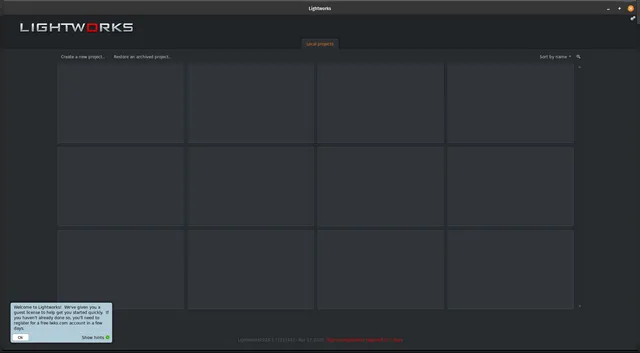 Lightworks
LIGHTWORKS
Local projects
Create a new project..
Restore an archived project..
Sort by name
Welcome to Lightworks! We've given you a
guest license to help get you started quickly. If
you haven't already done so, you'll need to
register for a free lwks.com account in a few
days.
OK
Show hints